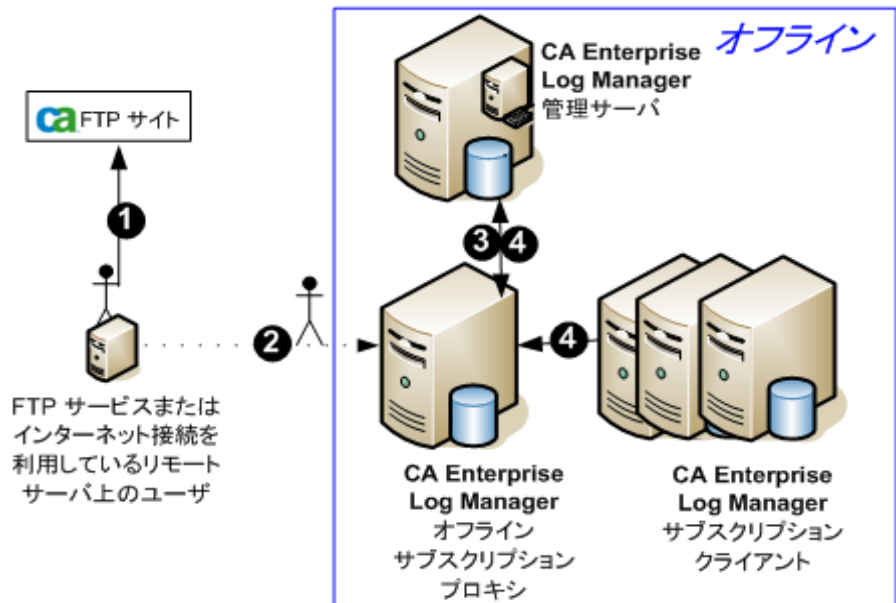 オフライン
CA Enterprise
Log Manager
管理サーバ
ca FTP サイト
1
3 4
2
4
FTP サービスまたは
インターネット接続を
利用しているリモート
サーバ上のユーザ
CA Enterprise
Log Manager
オフライン
サブスクリプション
プロキシ
CA Enterprise
Log Manager
サブスクリプション
クライアント